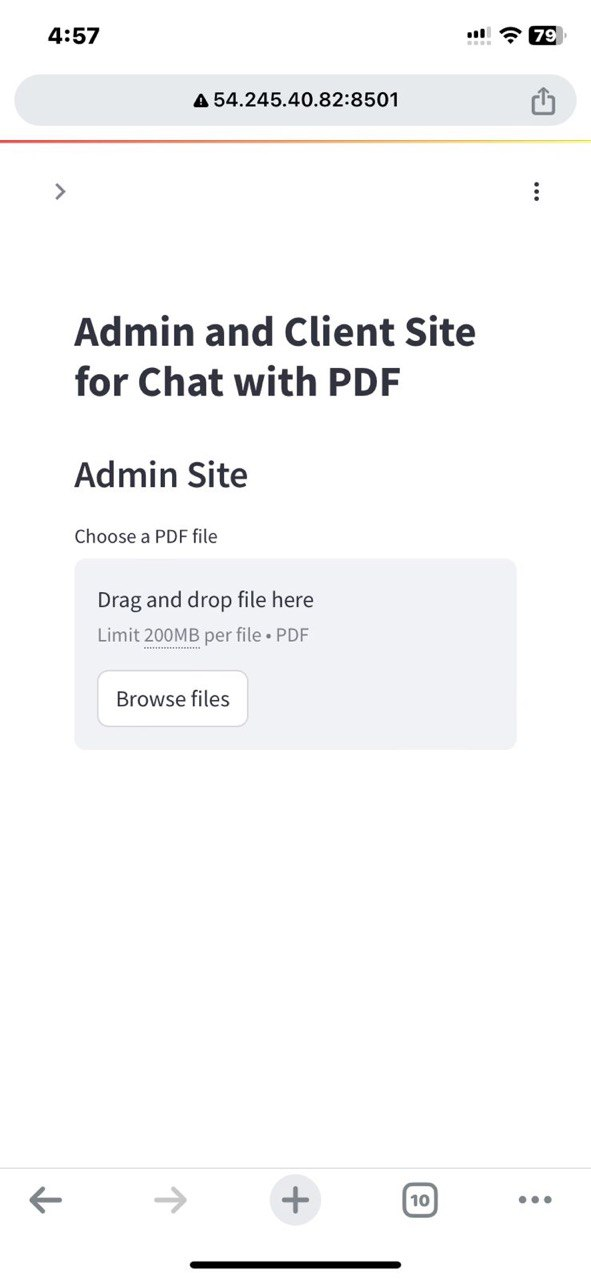 4:57
79
54.245.40.82:8501
Admin and Client Site
for Chat with PDF
Admin Site
Choose a PDF file
Drag and drop file here
Limit 200MB per file • PDF
Browse files
10